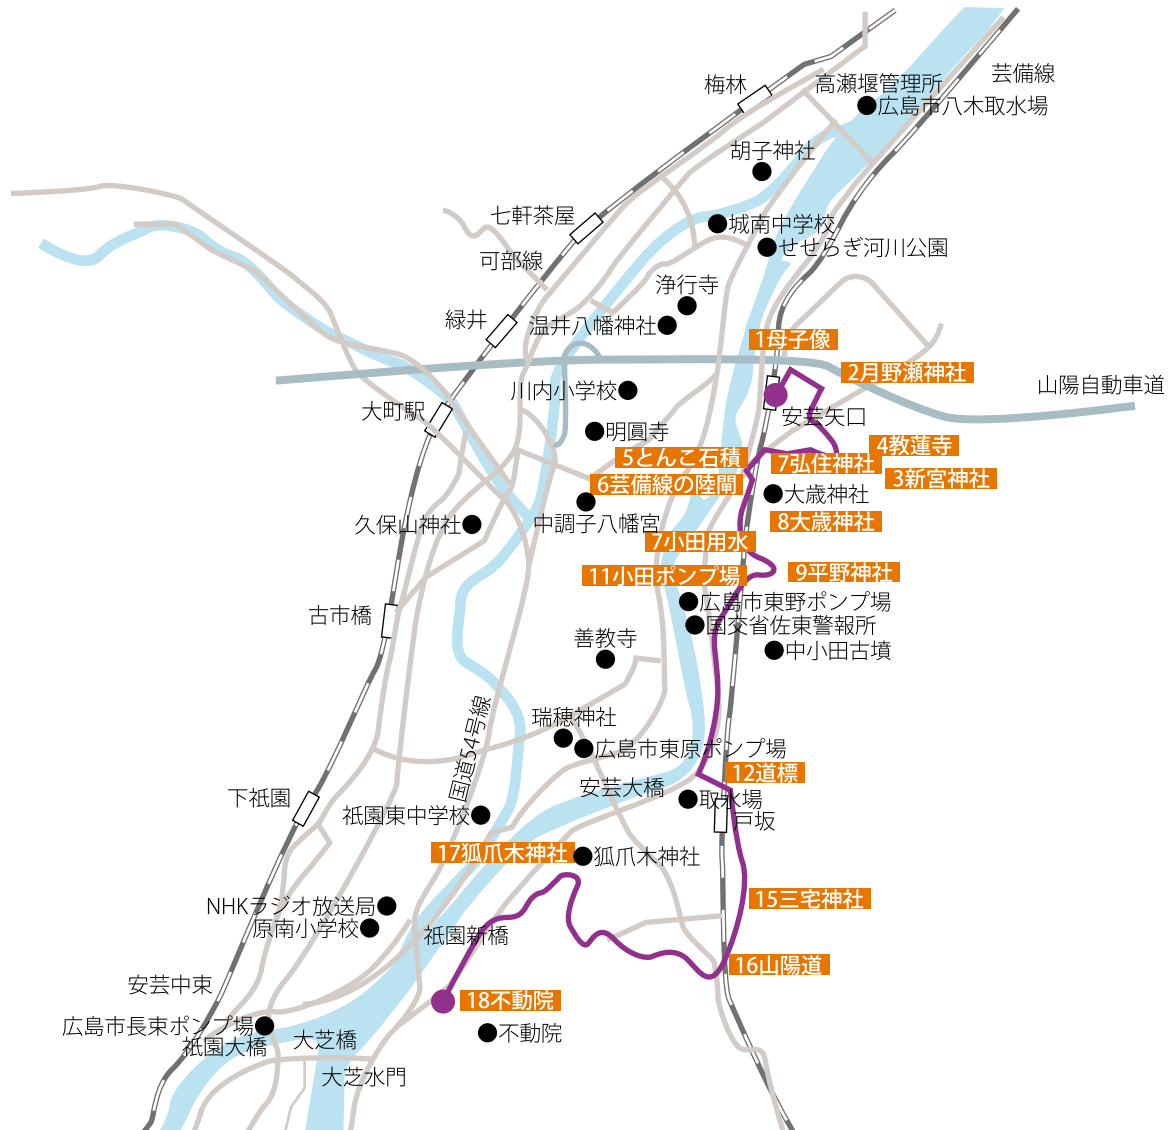 芸備線
梅林
高瀬堰管理所
広島市八木取水場
胡子神社
七軒茶屋
城南中学校
せせらぎ河川公園
可部線
浄行寺
緑井
温井八幡神社
1母子像
2月野瀬神社
山陽自動車道
川内小学校
大町駅
安芸矢口
明圓寺
4教蓮寺
5とんこ石積
7弘住神社
3新宮神社
6芸備線の陸閘
大歳神社
久保山神社
中調子八幡宮
8大歳神社
7小田用水
11小田ポンプ場
9平野神社
広島市東野ポンプ場
古市橋
国交省佐東警報所
善教寺
中小田古墳
国道54号線
瑞穂神社
広島市東原ポンプ場
12道標
安芸大橋
下祇園
取水場
祇園東中学校
戸坂
17狐爪木神社
狐爪木神社
15三宅神社
NHKラジオ放送局
原南小学校
祇園新橋
16山陽道
安芸中束
18不動院
広島市長束ポンプ場
不動院
祇園大橋
大芝橋
大芝水門